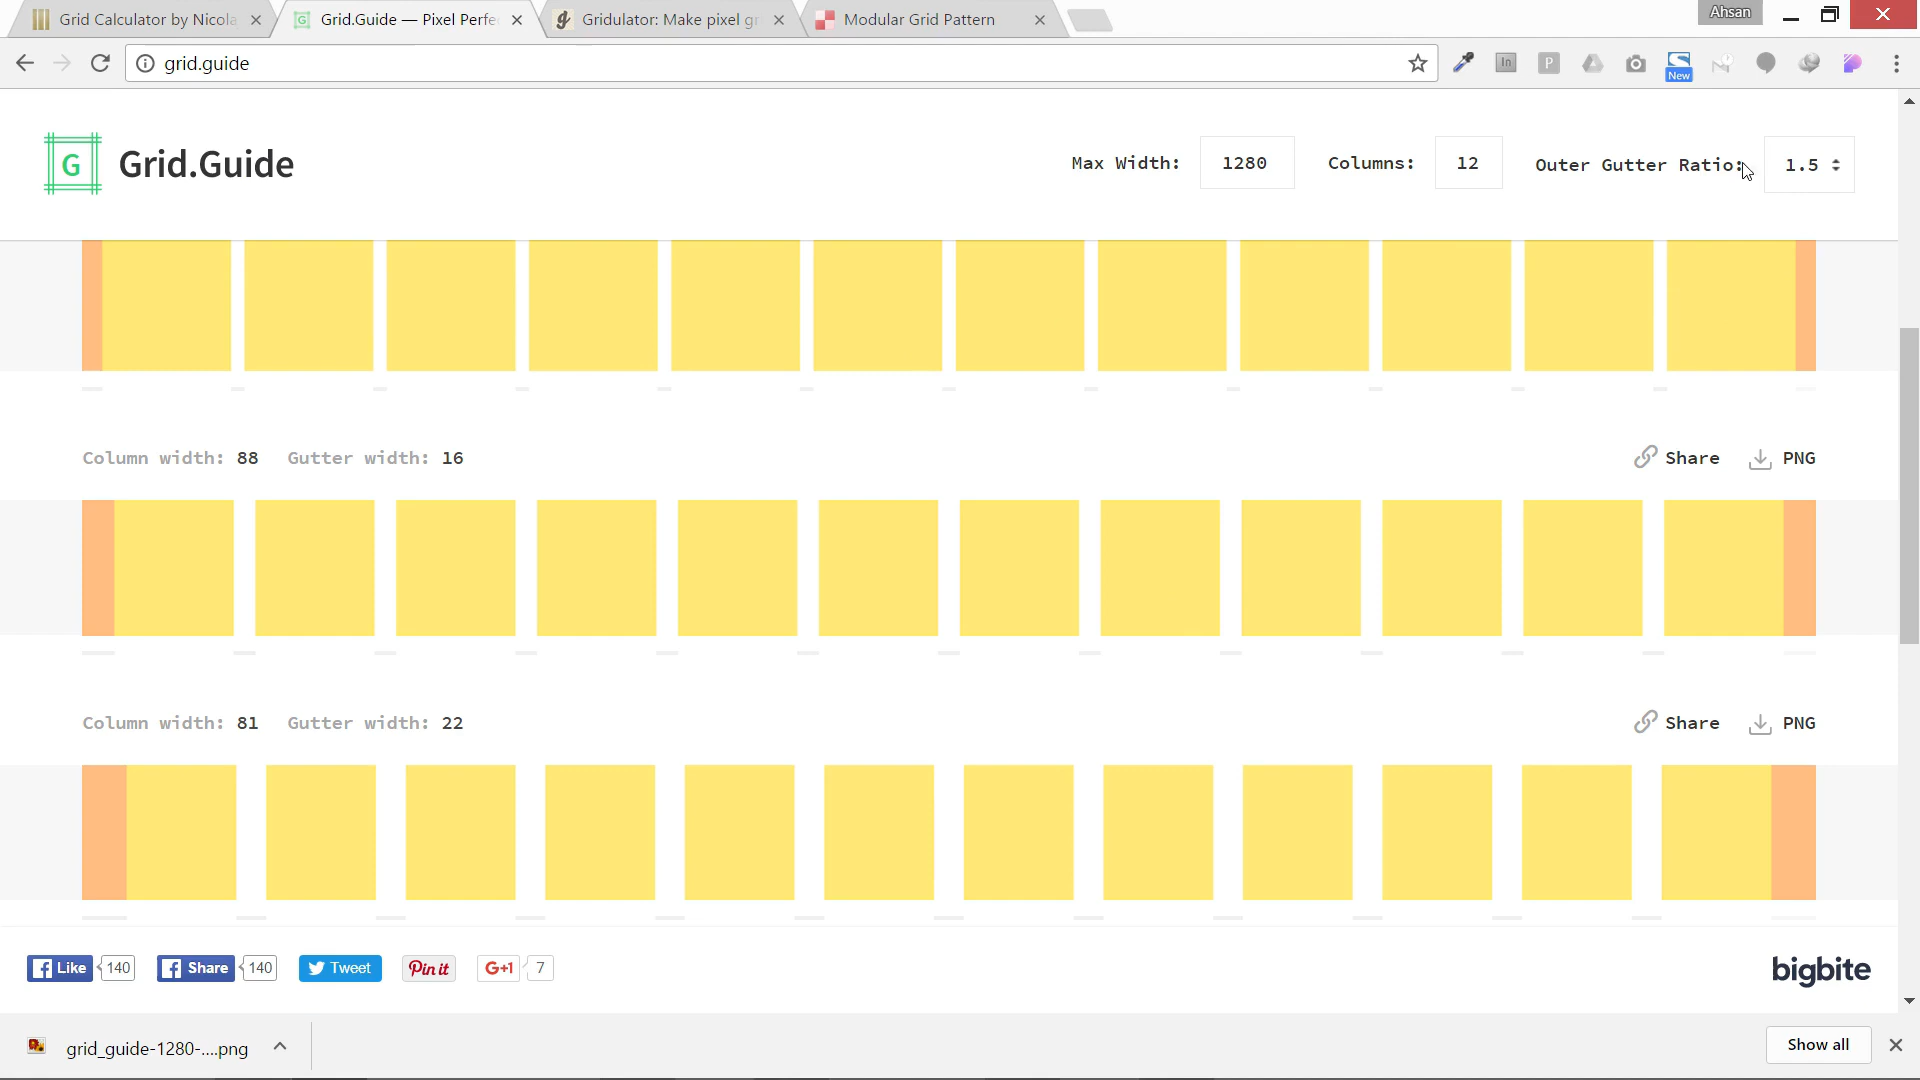 Grid Calculator by Nicola
Grid.Guide — Pixel Perfe
g
Gridulator: Make pixel gr
Modular Grid Pattern
Ahsan
grid.guide
In
P
New
G
Grid.Guide
Max Width: 1280
Columns: 12
Outer Gutter Ratio: 1.5
Column width: 88 Gutter width: 16
Share
PNG
Column width: 81 Gutter width: 22
Share
PNG
Like 140
Share 140
Tweet
Pin it
G+1 7
bigbite
grid_guide-1280-....png
Show all